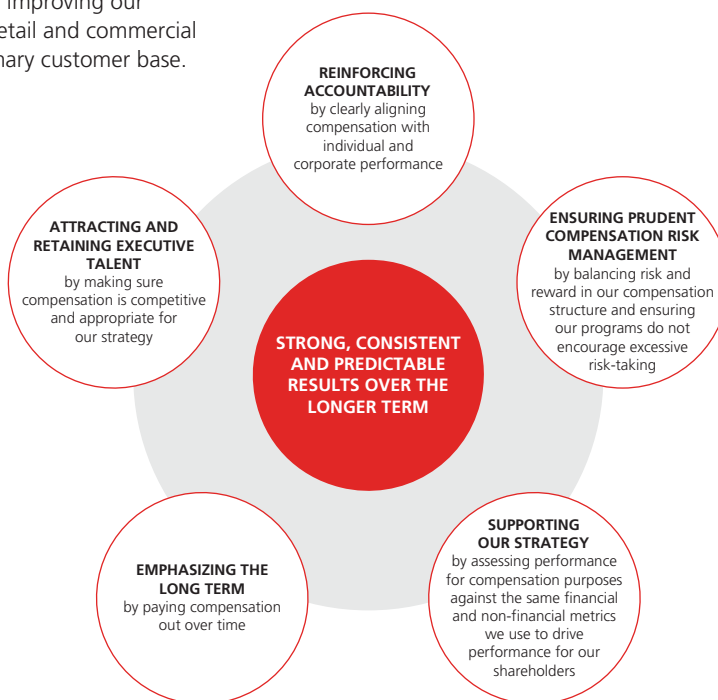 improving our
retail and commercial
customer base.
REINFORCING
ACCOUNTABILITY
by clearly aligning
compensation with
individual and
corporate performance
ATTRACTING AND
RETAINING EXECUTIVE
TALENT
by making sure
compensation is competitive
and appropriate for
our strategy
ENSURING PRUDENT
COMPENSATION RISK
MANAGEMENT
by balancing risk and
reward in our compensation
structure and ensuring
our programs do not
encourage excessive
risk-taking
STRONG, CONSISTENT
AND PREDICTABLE
RESULTS OVER THE
LONGER TERM
EMPHASIZING THE
LONG TERM
by paying compensation
out over time
SUPPORTING
OUR STRATEGY
by assessing performance
for compensation purposes
against the same financial
and non-financial metrics
we use to drive
performance for our
shareholders